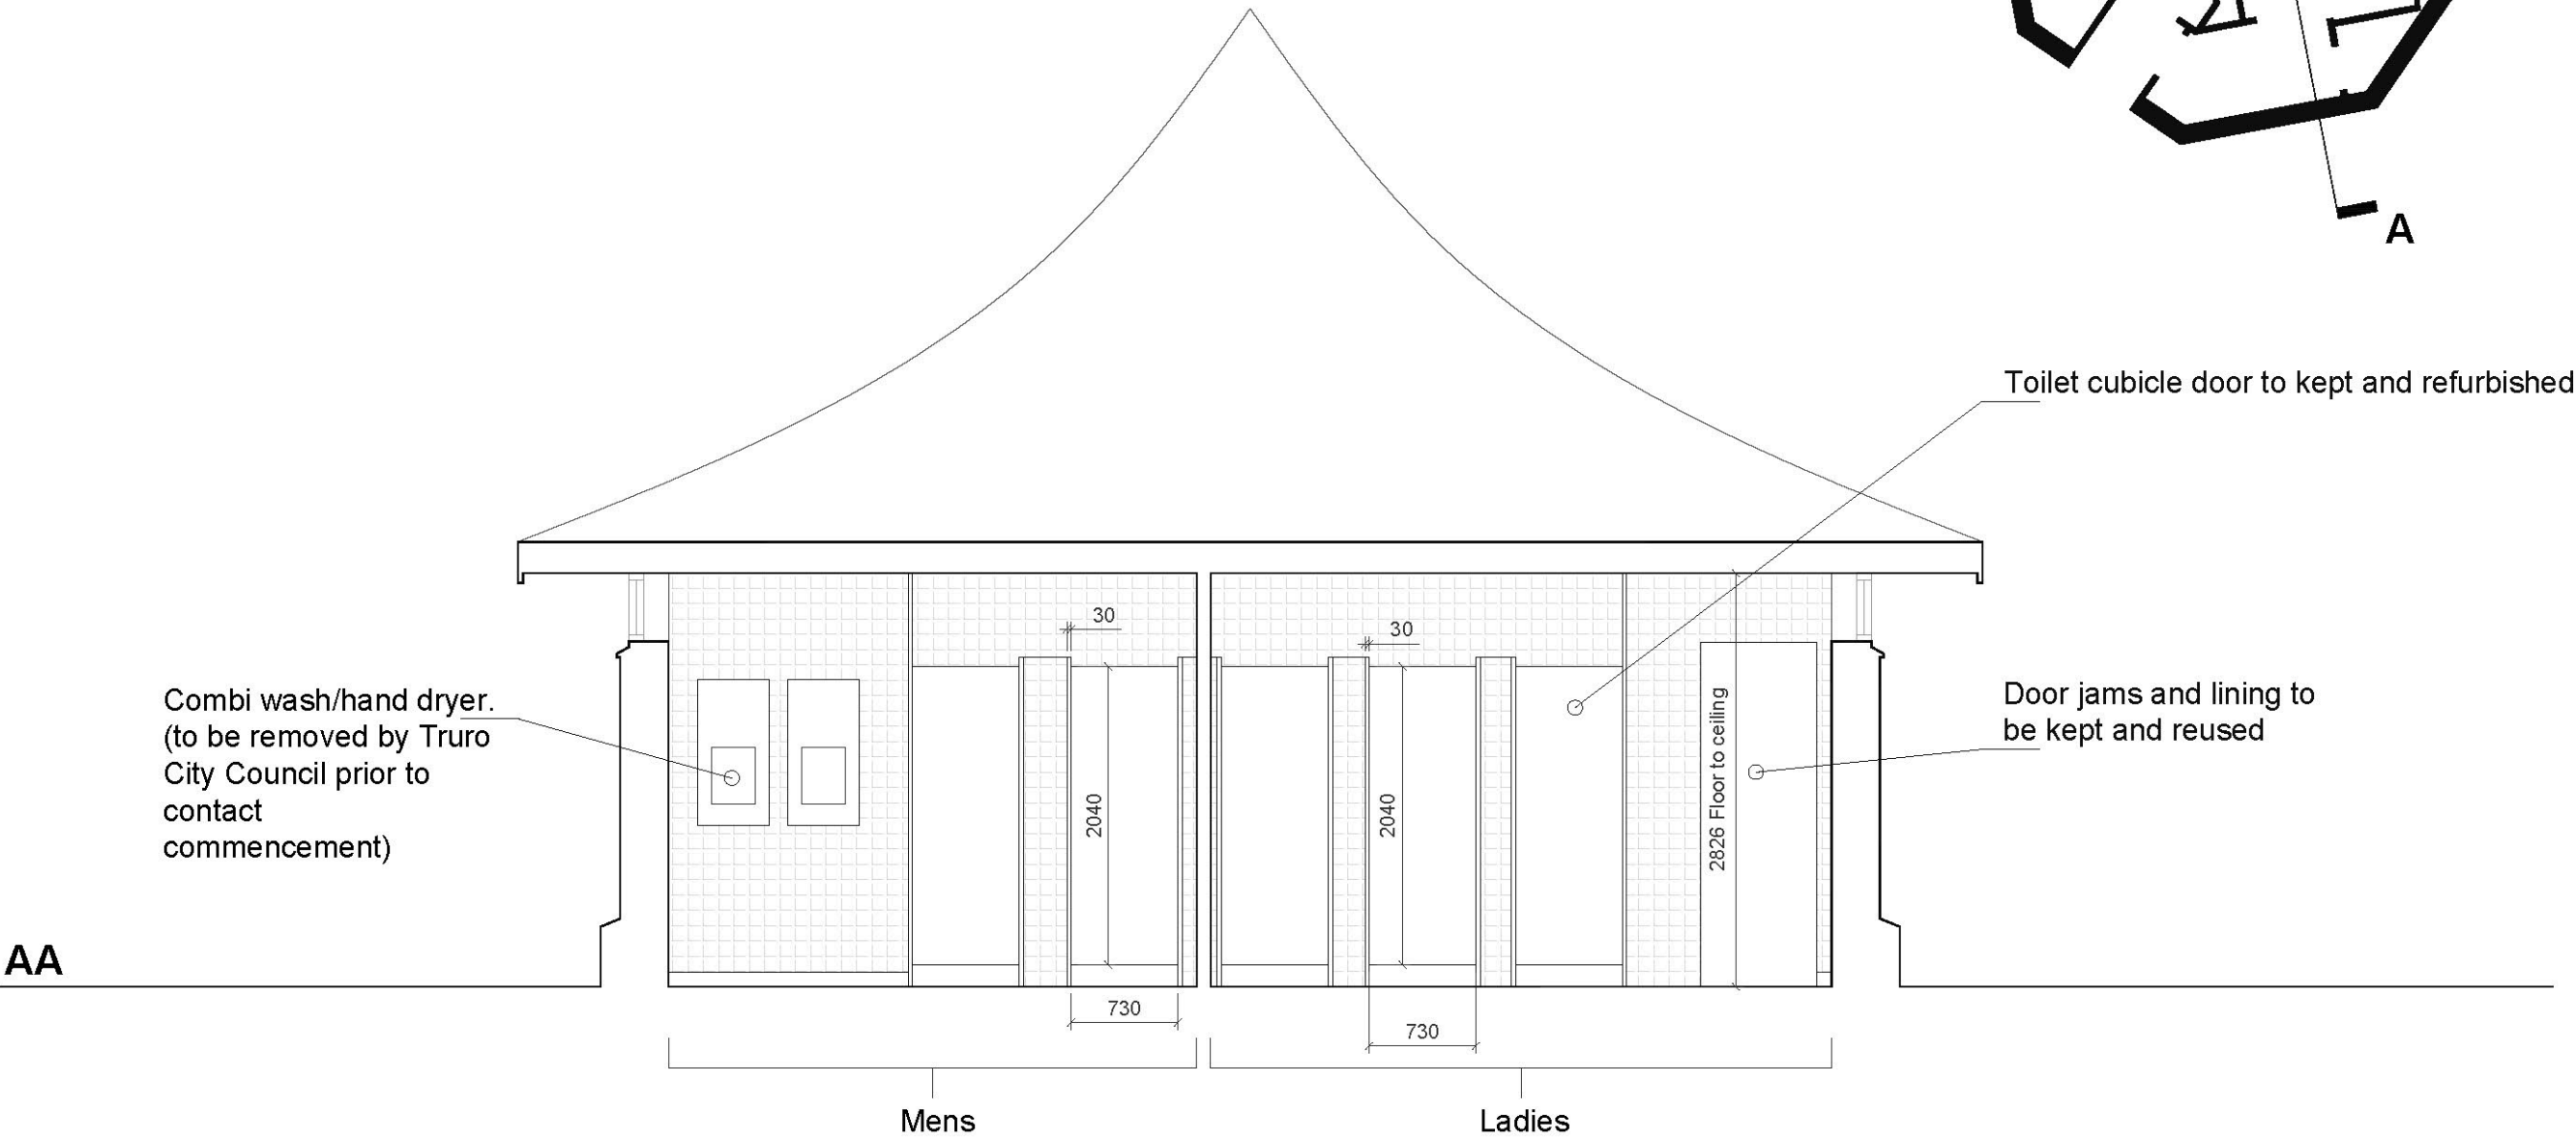 A
Toilet cubicle door to kept and refurbished
30
30
Combi wash/hand dryer.
(to be removed by Truro
City Council prior to
contact
commencement)
Door jams and lining to
be kept and reused
2040
2040
2826 Floor to ceiling
AA
730
730
Mens
Ladies